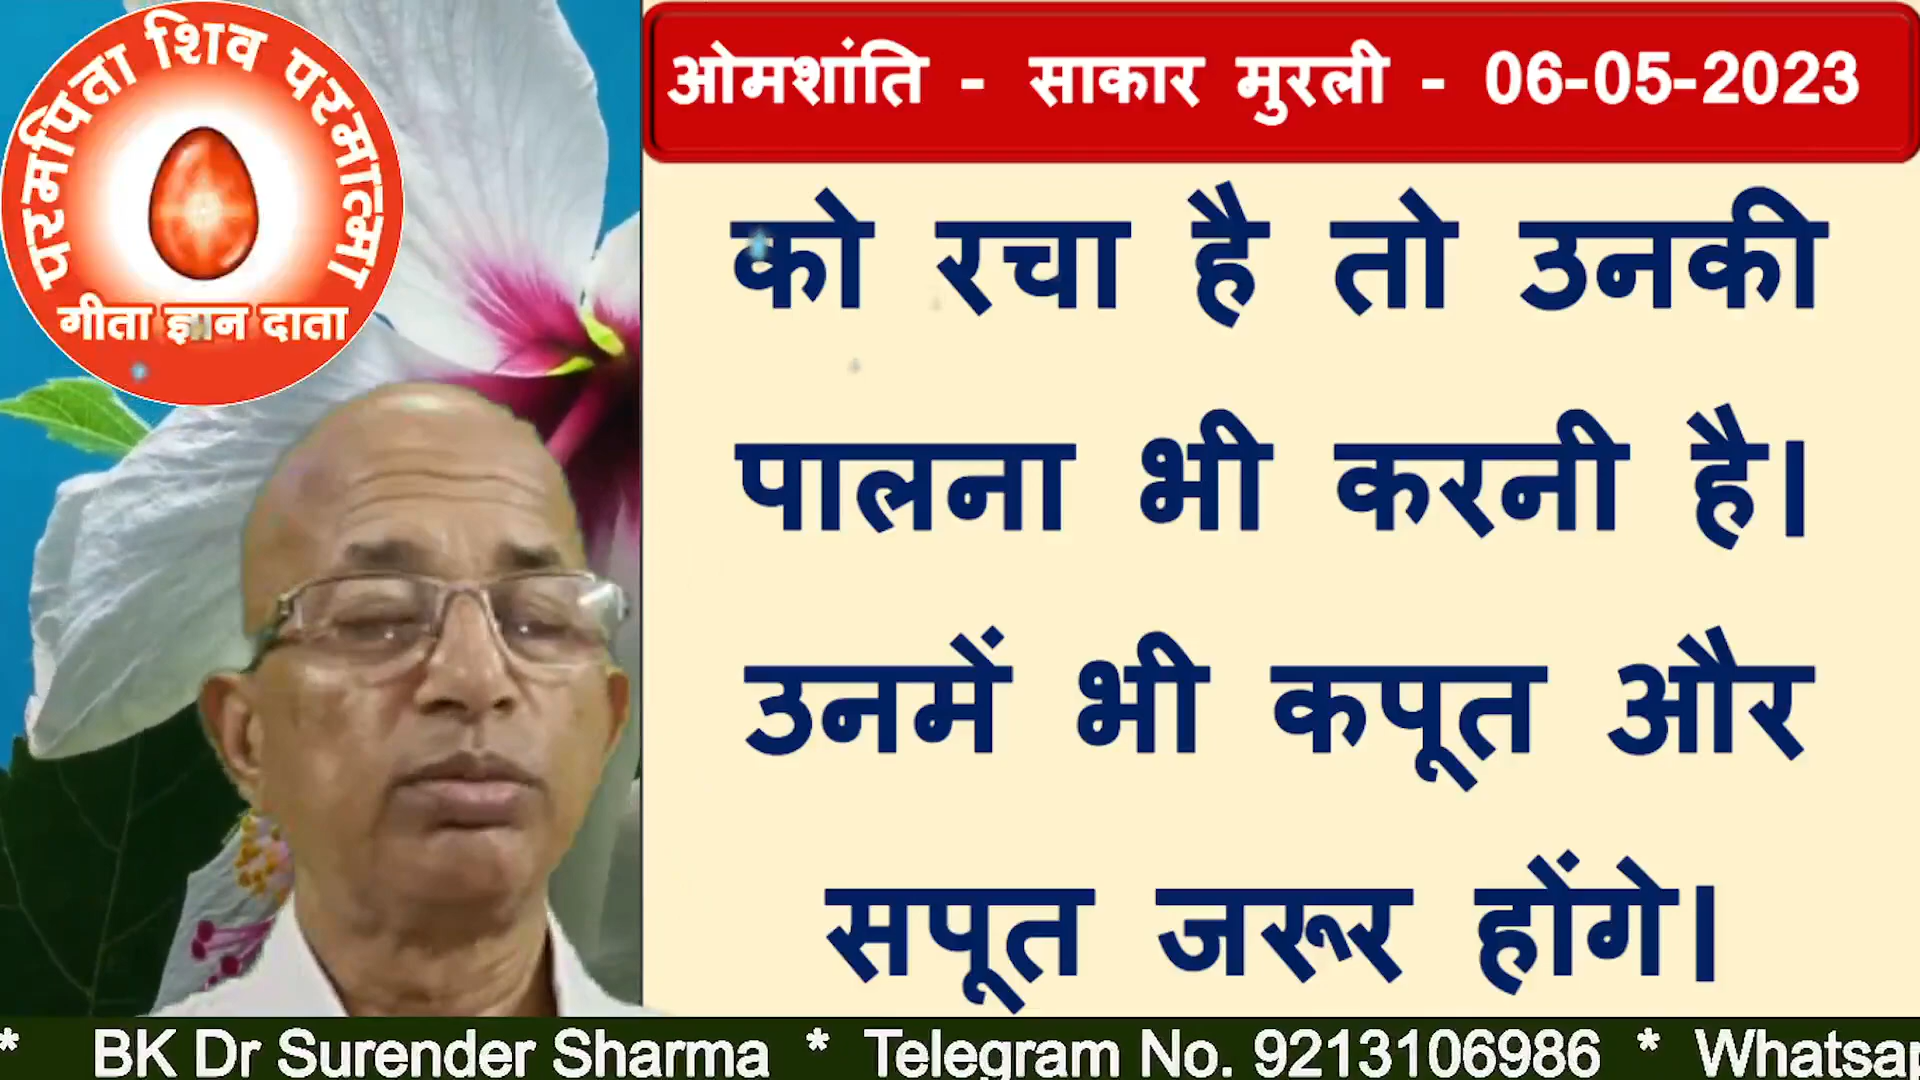 परमपिता शिव परमात्मा
गीता ज्ञान दाता
ओमशांति - साकार मुरली - 06-05-2023
को रचा है तो उनकी
पालना भी करनी है।
उनमें भी कपूत और
सपूत जरूर होंगे।
* BK Dr Surender Sharma * Telegram No. 9213106986 *